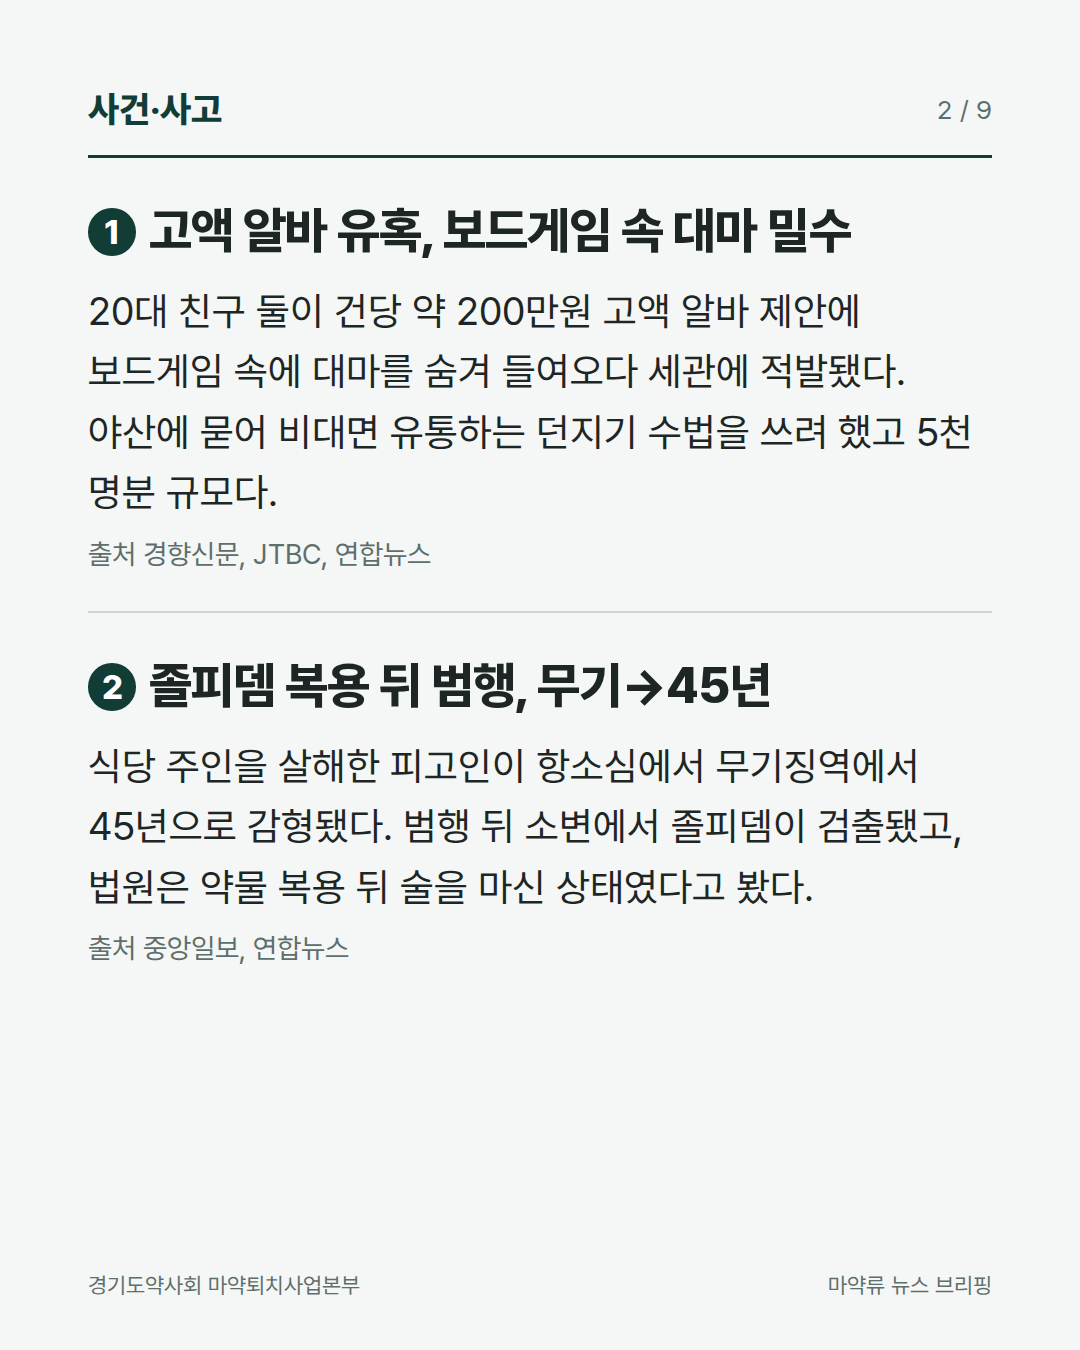 사건·사고
2 / 9
1 고액 알바 유혹, 보드게임 속 대마 밀수
20대 친구 둘이 건당 약 200만원 고액 알바 제안에
보드게임 속에 대마를 숨겨 들여오다 세관에 적발됐다.
야산에 묻어 비대면 유통하는 던지기 수법을 쓰려 했고 5천
명분 규모다.
출처 경향신문, JTBC, 연합뉴스
2 졸피뎀 복용 뒤 범행, 무기→45년
식당 주인을 살해한 피고인이 항소심에서 무기징역에서
45년으로 감형됐다. 범행 뒤 소변에서 졸피뎀이 검출됐고,
법원은 약물 복용 뒤 술을 마신 상태였다고 봤다.
출처 중앙일보, 연합뉴스
경기도약사회 마약퇴치사업본부
마약류 뉴스 브리핑